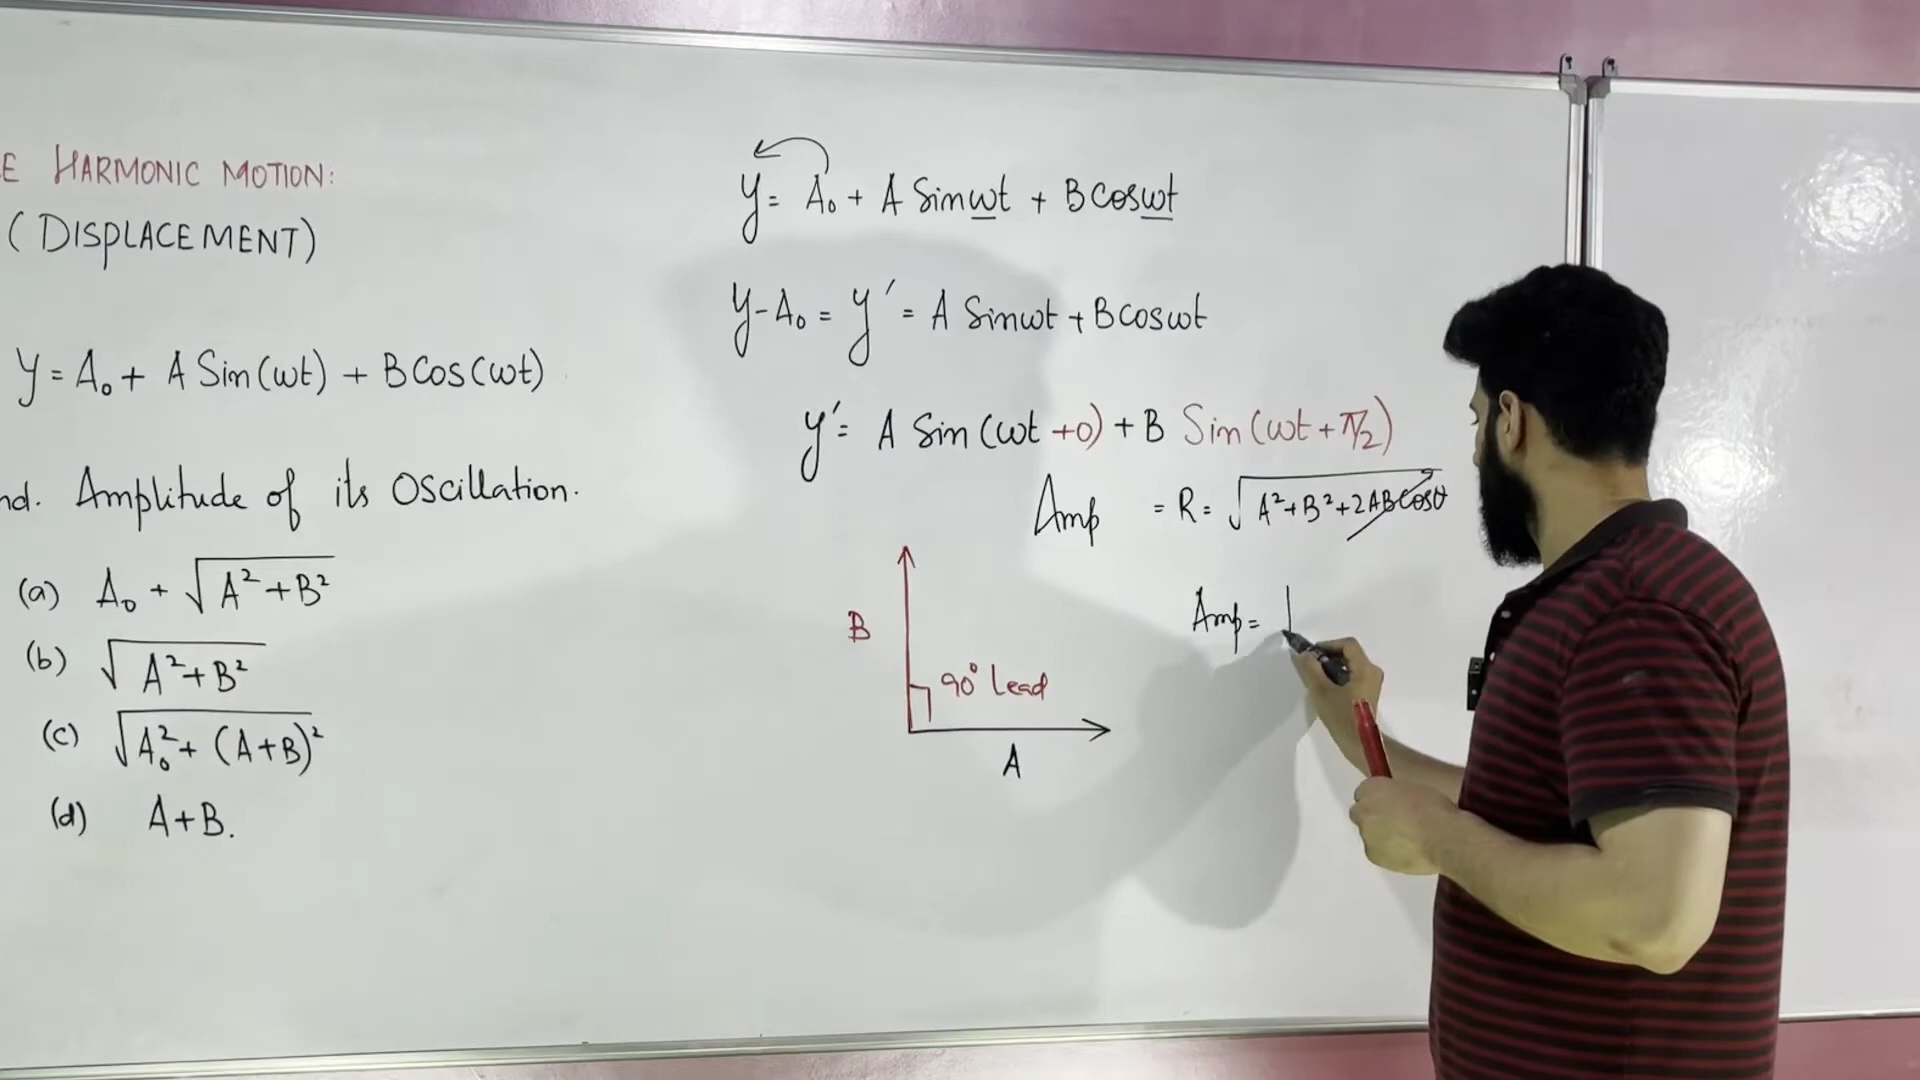 E HARMONIC MOTION:
(DISPLACEMENT)
y = A₀ + A Sin(ωt) + B Cos(ωt)
nd. Amplitude of its Oscillation.
(a) A₀ + √(A² + B²)
(b) √(A² + B²)
(c) √(A₀² + (A+B)²)
(d) A+B.
y = A₀ + A Sinωt + B Cosωt
y - A₀ = y' = A Sinωt + B cosωt
y' = A Sin(ωt +0) + B Sin(ωt + π/2)
Amp = R = √(A² + B² + 2ABCosθ)
B
90° Lead
A
Amp =